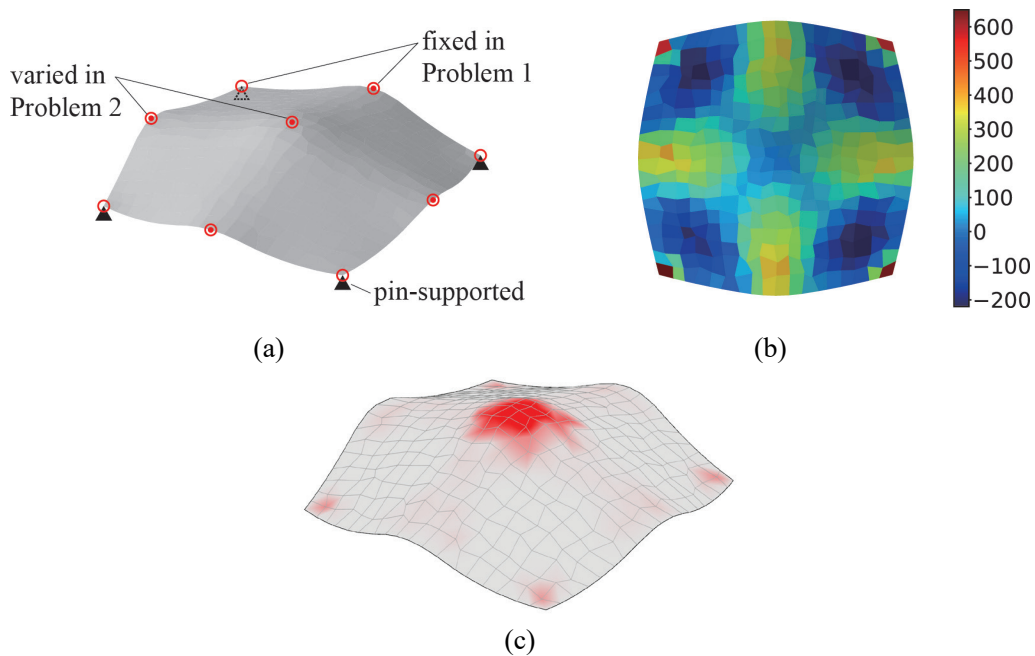 fixed in
Problem 1
varied in
Problem 2
pin-supported
(a)
600
500
400
300
200
100
0
−100
−200
(b)
(c)